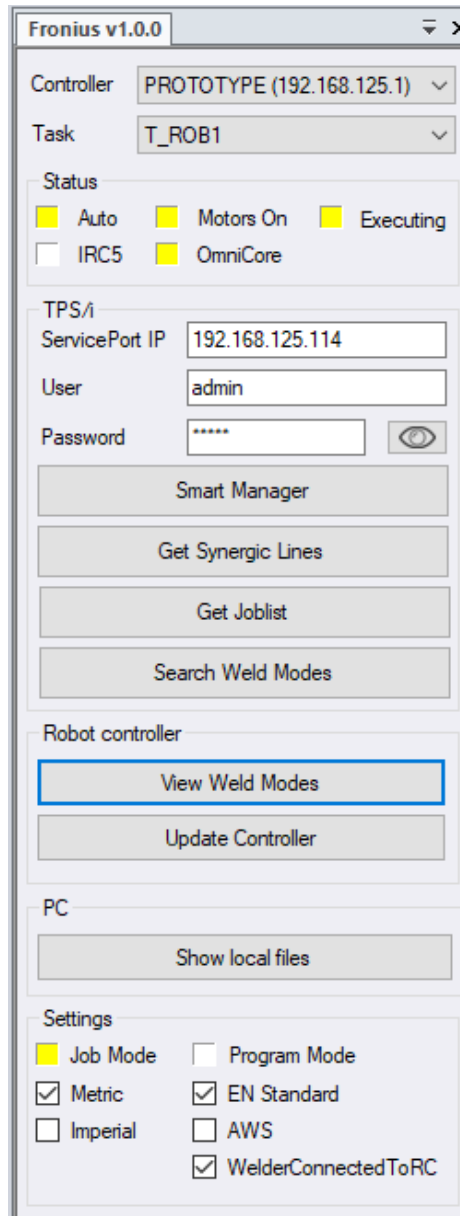 Fronius v1.0.0
Controller PROTOTYPE (192.168.125.1)
Task T_ROB1
Status
Auto Motors On Executing
IRC5 OmniCore
TPS/i
ServicePort IP 192.168.125.114
User admin
Password *****
Smart Manager
Get Synergic Lines
Get Joblist
Search Weld Modes
Robot controller
View Weld Modes
Update Controller
PC
Show local files
Settings
Job Mode Program Mode
Metric EN Standard
Imperial AWS
WelderConnectedToRC